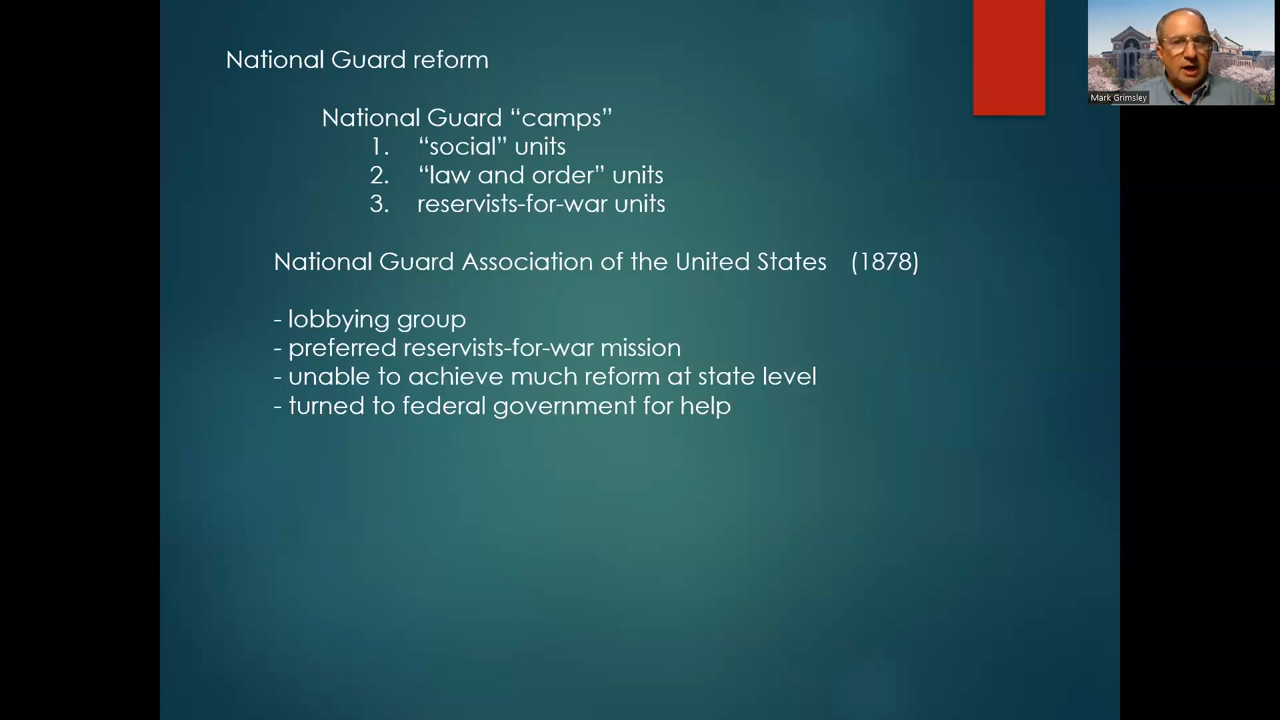 National Guard reform
National Guard “camps”
1. “social” units
2. “law and order” units
3. reservists-for-war units
National Guard Association of the United States (1878)
- lobbying group
- preferred reservists-for-war mission
- unable to achieve much reform at state level
- turned to federal government for help
Mark Grimsley